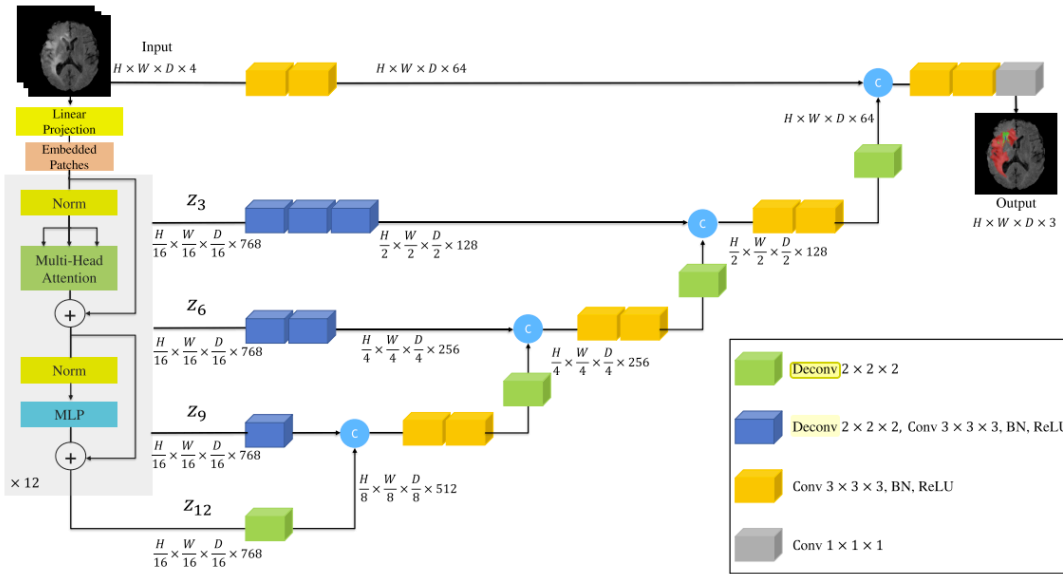 Input
H × W × D × 4
H × W × D × 64
C
Linear
Projection
Embedded
Patches
H × W × D × 64
Output
H × W × D × 3
Norm
Multi-Head
Attention
+
Norm
MLP
+
× 12
Z3
H/16 × W/16 × D/16 × 768
H/2 × W/2 × D/2 × 128
C
H/2 × W/2 × D/2 × 128
Z6
H/16 × W/16 × D/16 × 768
H/4 × W/4 × D/4 × 256
C
H/4 × W/4 × D/4 × 256
Z9
H/16 × W/16 × D/16 × 768
C
H/8 × W/8 × D/8 × 512
Z12
H/16 × W/16 × D/16 × 768
Deconv 2 × 2 × 2
Deconv 2 × 2 × 2, Conv 3 × 3 × 3, BN, ReLU
Conv 3 × 3 × 3, BN, ReLU
Conv 1 × 1 × 1